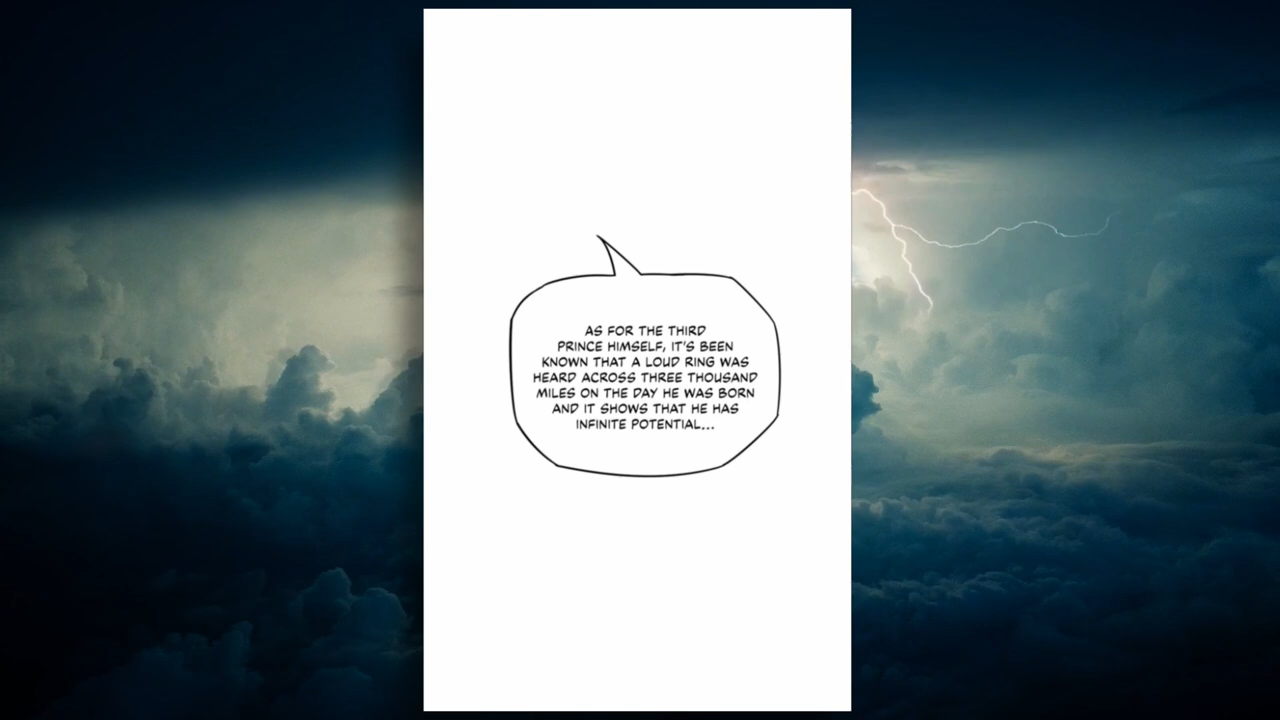 AS FOR THE THIRD
PRINCE HIMSELF, IT'S BEEN
KNOWN THAT A LOUD RING WAS
HEARD ACROSS THREE THOUSAND
MILES ON THE DAY HE WAS BORN
AND IT SHOWS THAT HE HAS
INFINITE POTENTIAL...